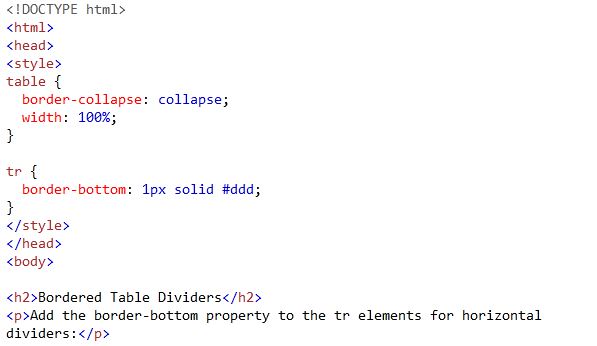 <!DOCTYPE html>
<html>
<head>
<style>
table {
  border-collapse: collapse;
  width: 100%;
}

tr {
  border-bottom: 1px solid #ddd;
}
</style>
</head>
<body>

<h2>Bordered Table Dividers</h2>
<p>Add the border-bottom property to the tr elements for horizontal
dividers:</p>